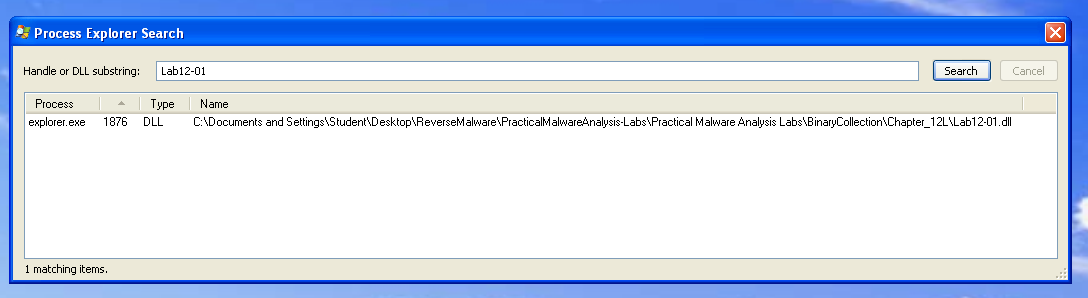 Process Explorer Search
Handle or DLL substring: Lab12-01 Search Cancel
Process Type Name
explorer.exe 1876 DLL C:\Documents and Settings\Student\Desktop\ReverseMalware\PracticalMalwareAnalysis-Labs\Practical Malware Analysis Labs\BinaryCollection\Chapter_12L\Lab12-01.dll
1 matching items.